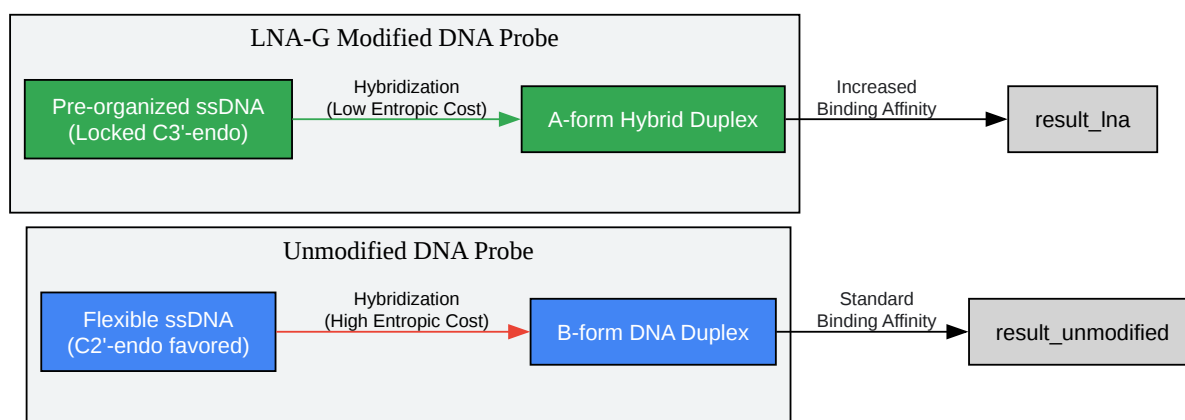 LNA-G Modified DNA Probe
Pre-organized ssDNA
(Locked C3'-endo)
Hybridization
(Low Entropic Cost)
A-form Hybrid Duplex
Increased
Binding Affinity
result_lna
Unmodified DNA Probe
Flexible ssDNA
(C2'-endo favored)
Hybridization
(High Entropic Cost)
B-form DNA Duplex
Standard
Binding Affinity
result_unmodified